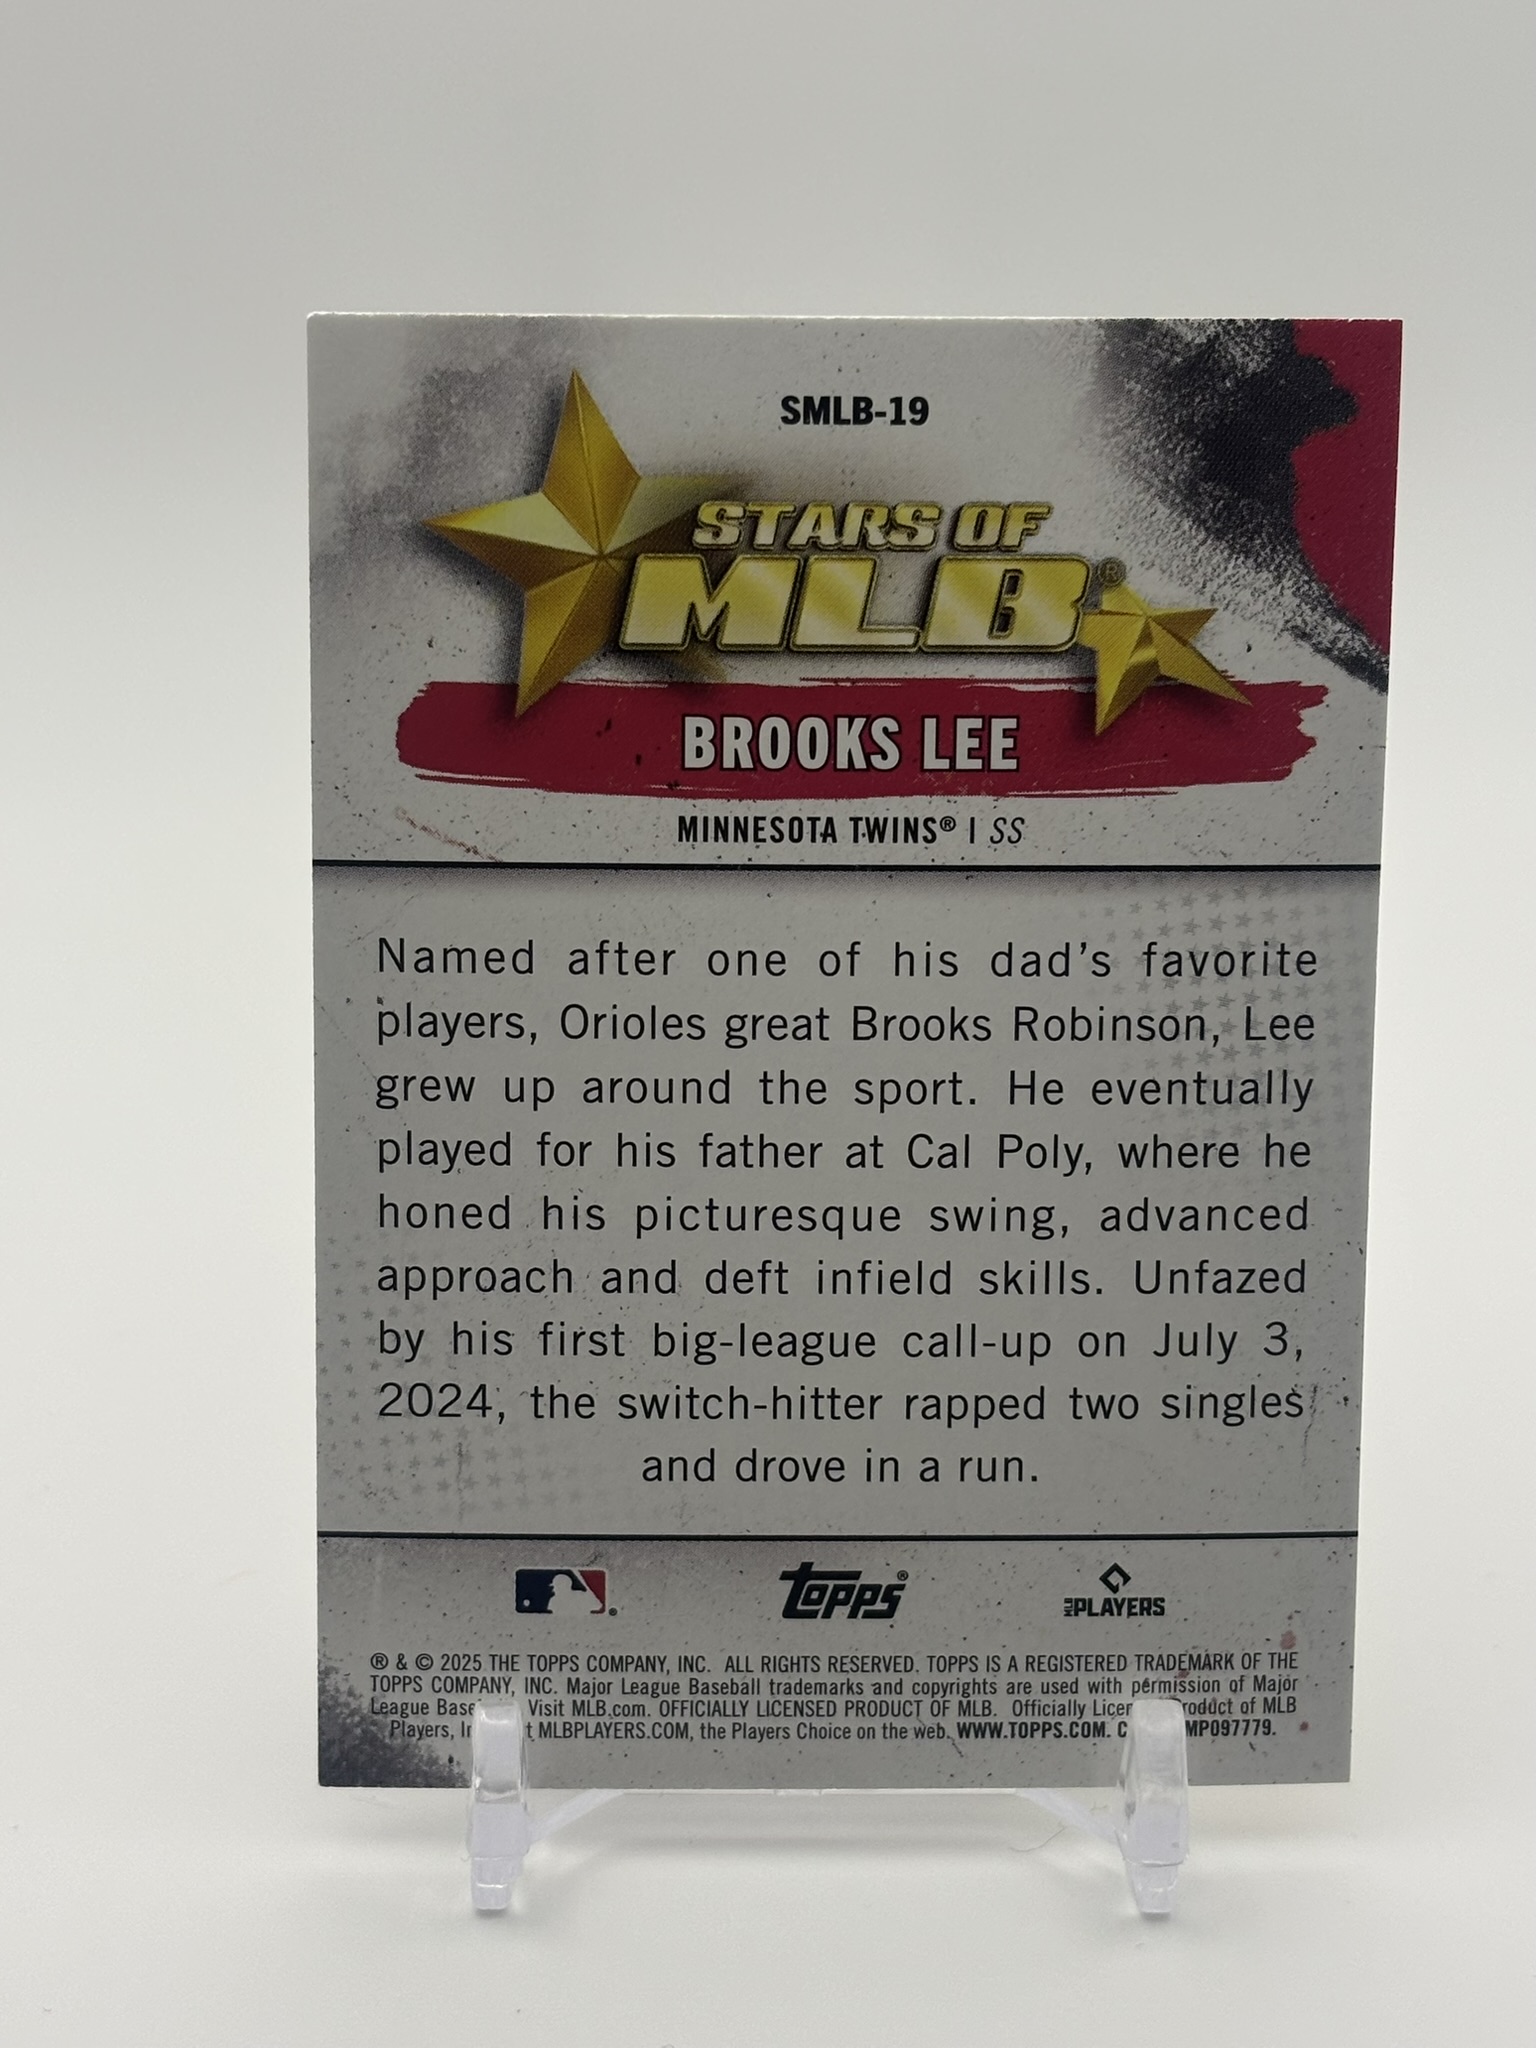 SMLB-19
STARS OF
MLB®
BROOKS LEE
MINNESOTA TWINS® | SS
Named after one of his dad's favorite
players, Orioles great Brooks Robinson, Lee
grew up around the sport. He eventually
played for his father at Cal Poly, where he
honed his picturesque swing, advanced
approach and deft infield skills. Unfazed
by his first big-league call-up on July 3,
2024, the switch-hitter rapped two singles
and drove in a run.
Topps® MLB PLAYERS
® & © 2025 THE TOPPS COMPANY, INC. ALL RIGHTS RESERVED. TOPPS IS A REGISTERED TRADEMARK OF THE
TOPPS COMPANY, INC. Major League Baseball trademarks and copyrights are used with permission of Major
League Visit MLB.com. OFFICIALLY LICENSED PRODUCT OF MLB. Officially of MLB
Players, MLBPLAYERS.COM, the Players Choice on the web. WWW.TOPPS.COM. MP097779.